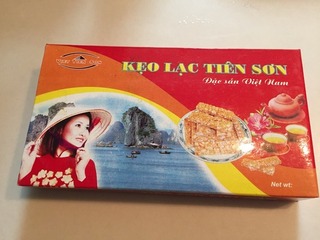 KẸO LẠC TIÊN SƠN
Đặc sản Việt Nam
Net wt: